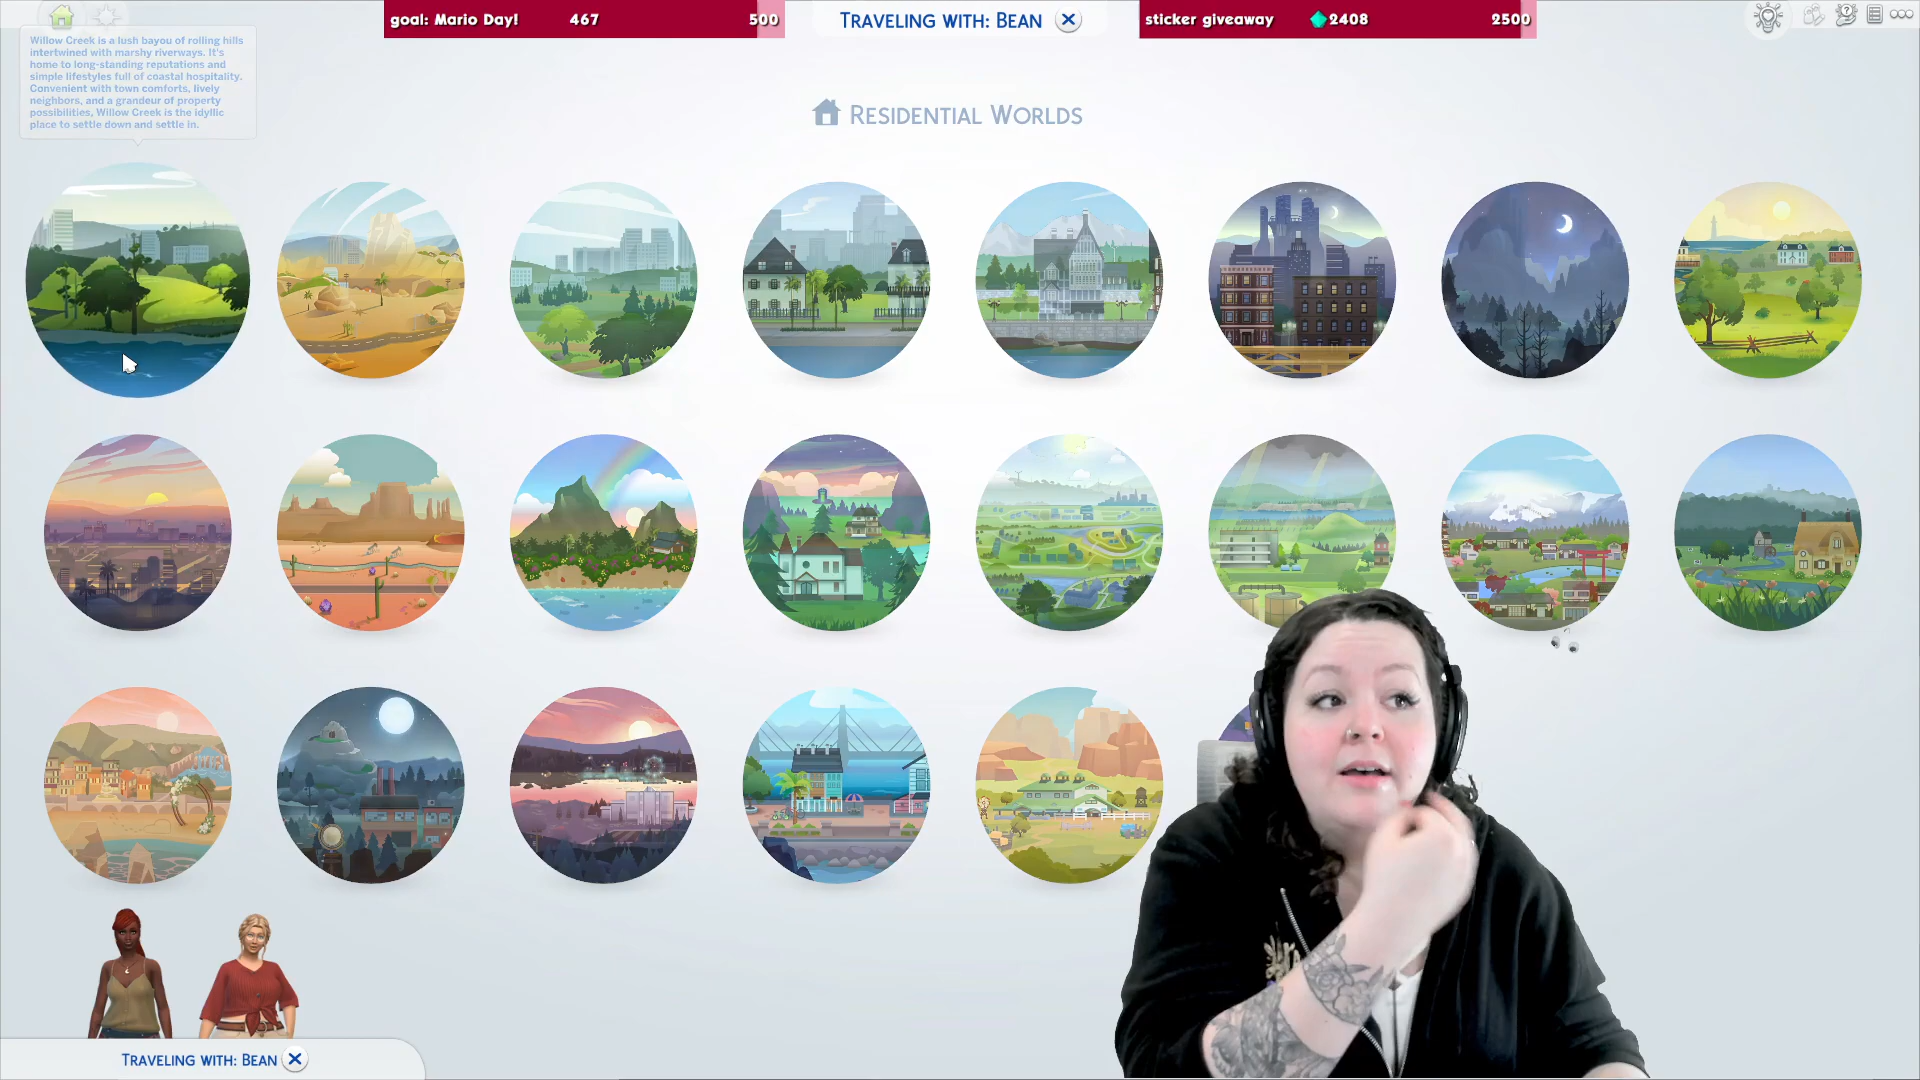 goal: Mario Day! 467 500
TRAVELING WITH: BEAN
sticker giveaway 2408 2500
Willow Creek is a lush bayou of rolling hills
intertwined with marshy riverways. It's
home to long-standing reputations and
simple lifestyles full of coastal hospitality.
Convenient with town comforts, lively
neighbors, and a grandeur of property
possibilities, Willow Creek is the idyllic
place to settle down and settle in.
RESIDENTIAL WORLDS
TRAVELING WITH: BEAN